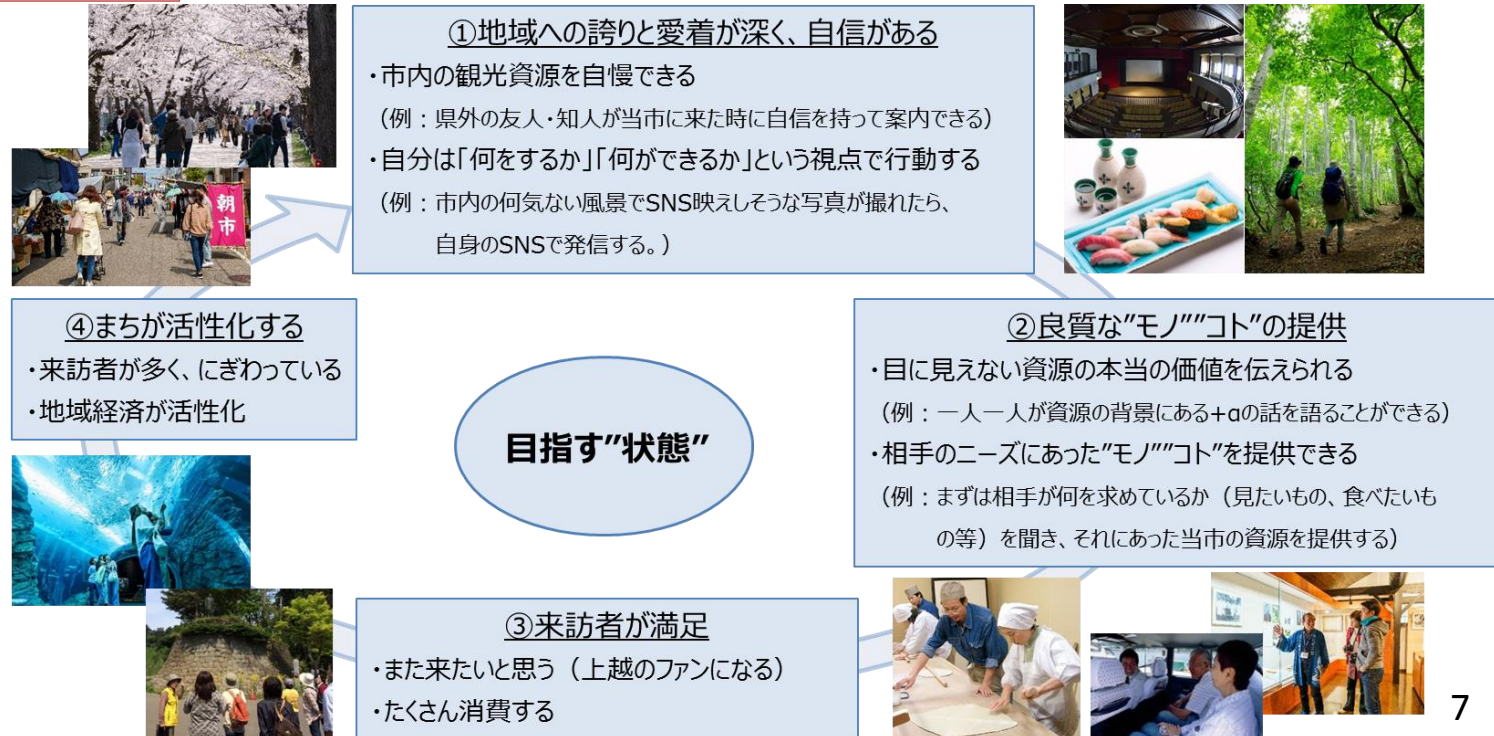 ①地域への誇りと愛着が深く、自信がある
・市内の観光資源を自慢できる
（例：県外の友人・知人が当市に来た時に自信を持って案内できる）
・自分は「何をするか」「何ができるか」という視点で行動する
（例：市内の何気ない風景でSNS映えしそうな写真が撮れたら、
自身のSNSで発信する。）
朝市
④まちが活性化する
・来訪者が多く、にぎわっている
・地域経済が活性化
目指す”状態”
②良質な”モノ””コト”の提供
・目に見えない資源の本当の価値を伝えられる
（例：一人一人が資源の背景にある+αの話を語ることができる）
・相手のニーズにあった”モノ””コト”を提供できる
（例：まずは相手が何を求めているか（見たいもの、食べたいも
の等）を聞き、それにあった当市の資源を提供する）
③来訪者が満足
・また来たいと思う（上越のファンになる）
・たくさん消費する
7